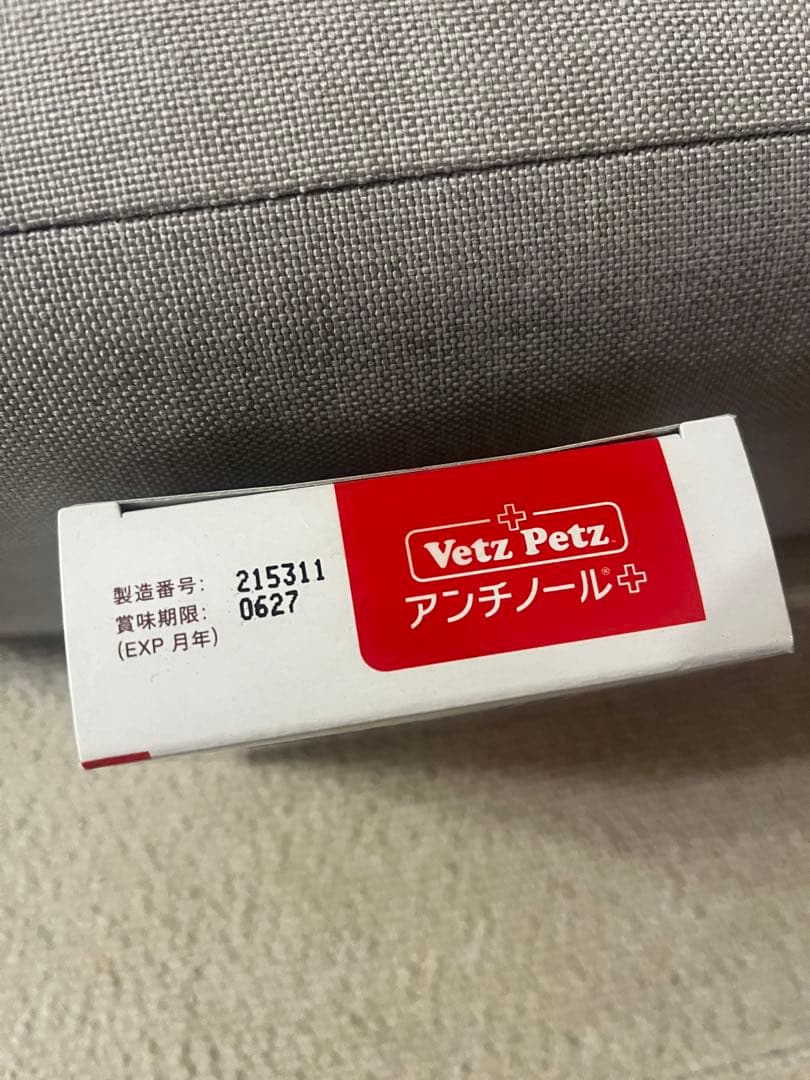 製造番号: 215311
賞味期限: 0627
(EXP 月年)
Vetz Petz™
アンチノール®+